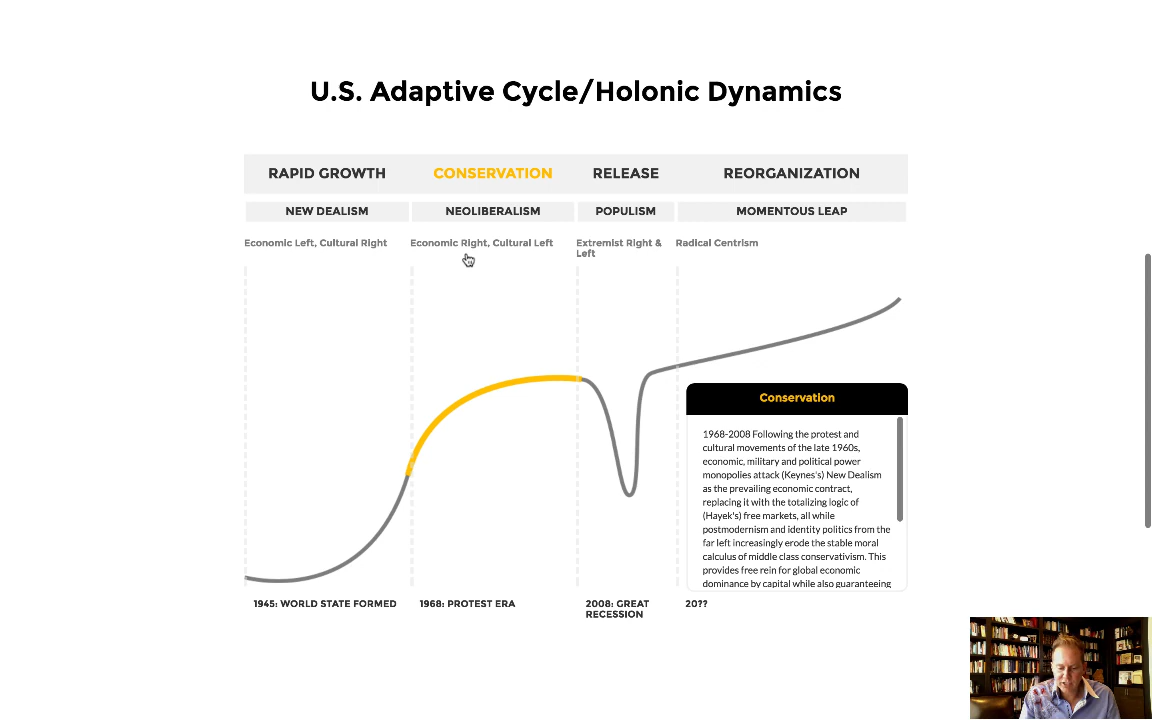 U.S. Adaptive Cycle/Holonic Dynamics
RAPID GROWTH
CONSERVATION
RELEASE
REORGANIZATION
NEW DEALISM
NEOLIBERALISM
POPULISM
MOMENTOUS LEAP
Economic Left, Cultural Right
Economic Right, Cultural Left
Extremist Right &
Left
Radical Centrism
Conservation
1968-2008 Following the protest and
cultural movements of the late 1960s,
economic, military and political power
monopolies attack (Keynes's) New Dealism
as the prevailing economic contract,
replacing it with the totalizing logic of
(Hayek's) free markets, all while
postmodernism and identity politics from the
far left increasingly erode the stable moral
calculus of middle class conservativism. This
provides free rein for global economic
dominance by capital while also guaranteeing
1945: WORLD STATE FORMED
1968: PROTEST ERA
2008: GREAT
RECESSION
20??